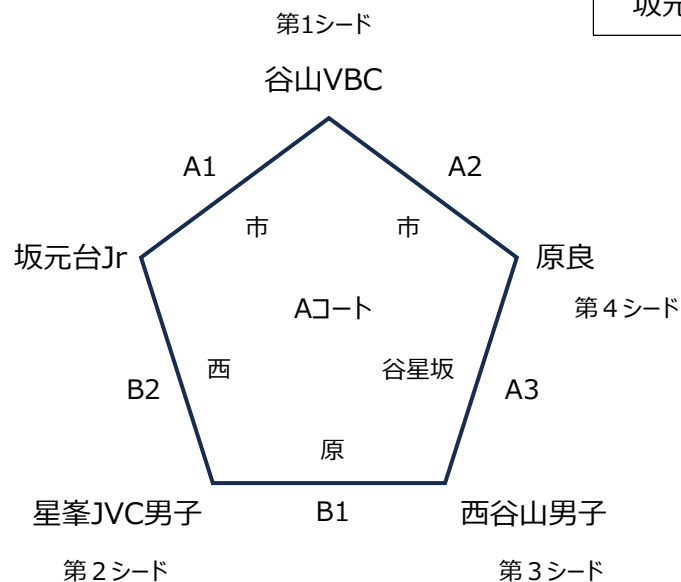 坂元
第1シード
谷山VBC
A1
A2
市
市
坂元台Jr
原良
Aコート
第４シード
西
谷星坂
B2
A3
原
星峯JVC男子
B1
西谷山男子
第２シード
第３シード